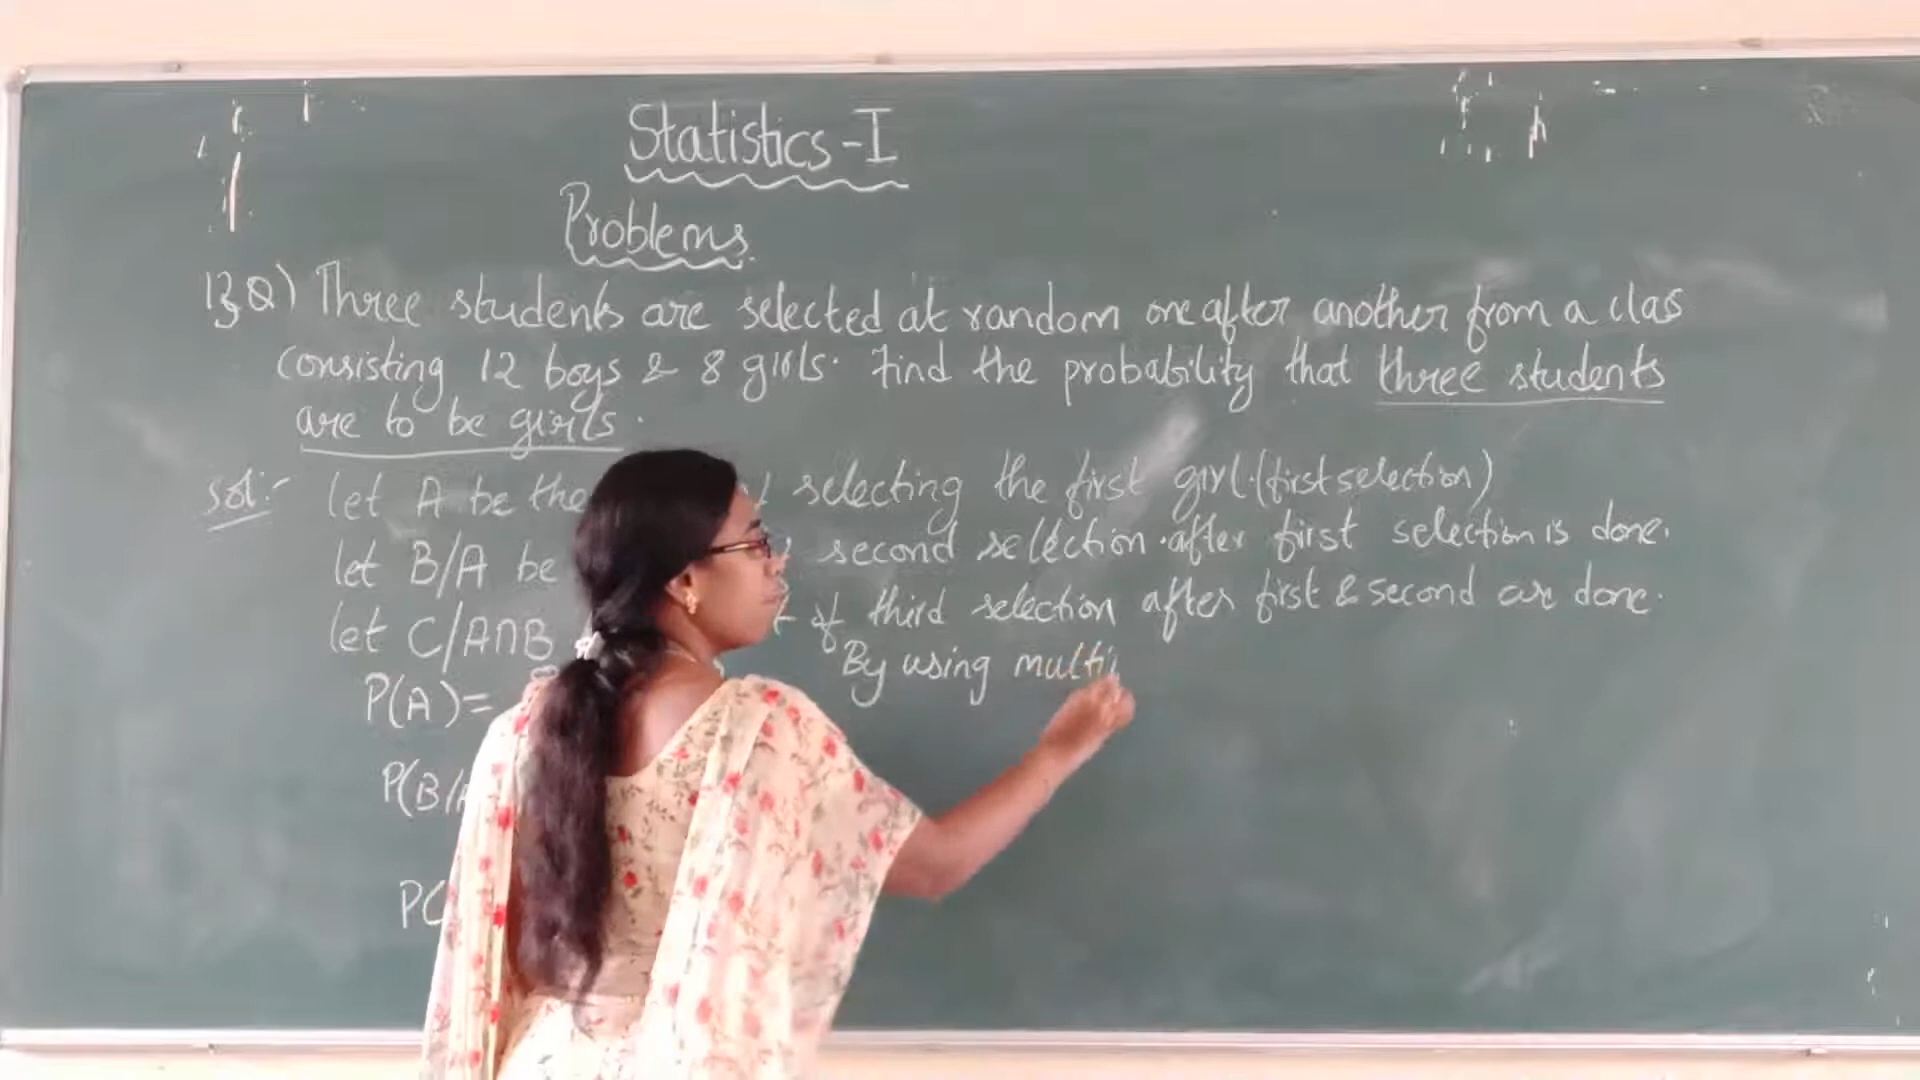 Statistics-I
Problems
13Q) Three students are selected at random one after another from a class
consisting 12 boys & 8 girls. Find the probability that three students
are to be girls.
sol:- let A be the selecting the first girl. (first selection)
let B/A be second selection after first selection is done.
let C/A∩B of third selection after first & second are done.
By using multi
P(A)=
P(B/A
P(